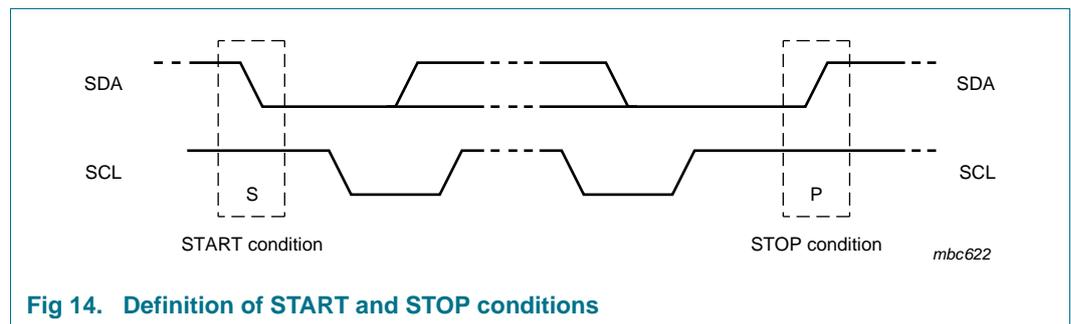 SDA SDA
SCL SCL
S P
START condition STOP condition
mbc622
Fig 14. Definition of START and STOP conditions